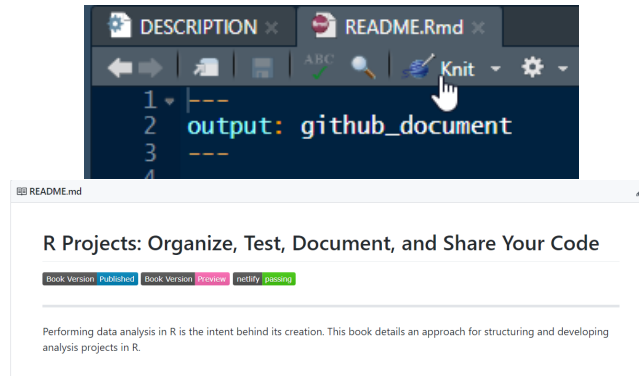 DESCRIPTION × README.Rmd ×
ABC Knit
1 ---
2 output: github_document
3 ---
4
README.md
R Projects: Organize, Test, Document, and Share Your Code
Book Version Published Book Version Preview netlify passing
Performing data analysis in R is the intent behind its creation. This book details an approach for structuring and developing
analysis projects in R.